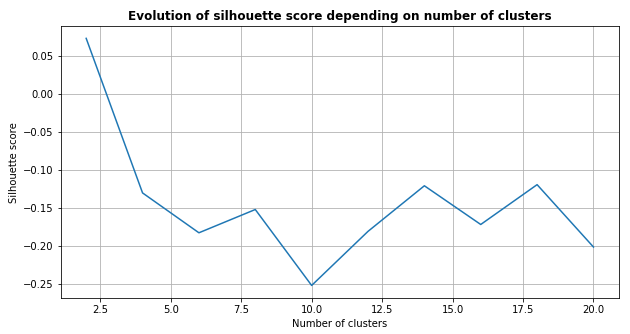 Evolution of silhouette score depending on number of clusters
Silhouette score
0.05
0.00
−0.05
−0.10
−0.15
−0.20
−0.25
2.5 5.0 7.5 10.0 12.5 15.0 17.5 20.0
Number of clusters